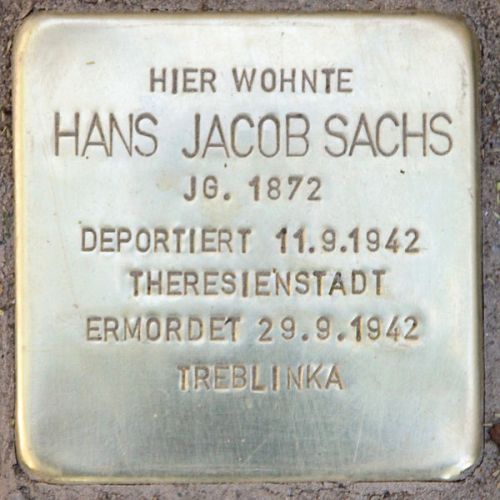 HIER WOHNTE
HANS JACOB SACHS
JG. 1872
DEPORTIERT 11.9.1942
THERESIENSTADT
ERMORDET 29.9.1942
TREBLINKA